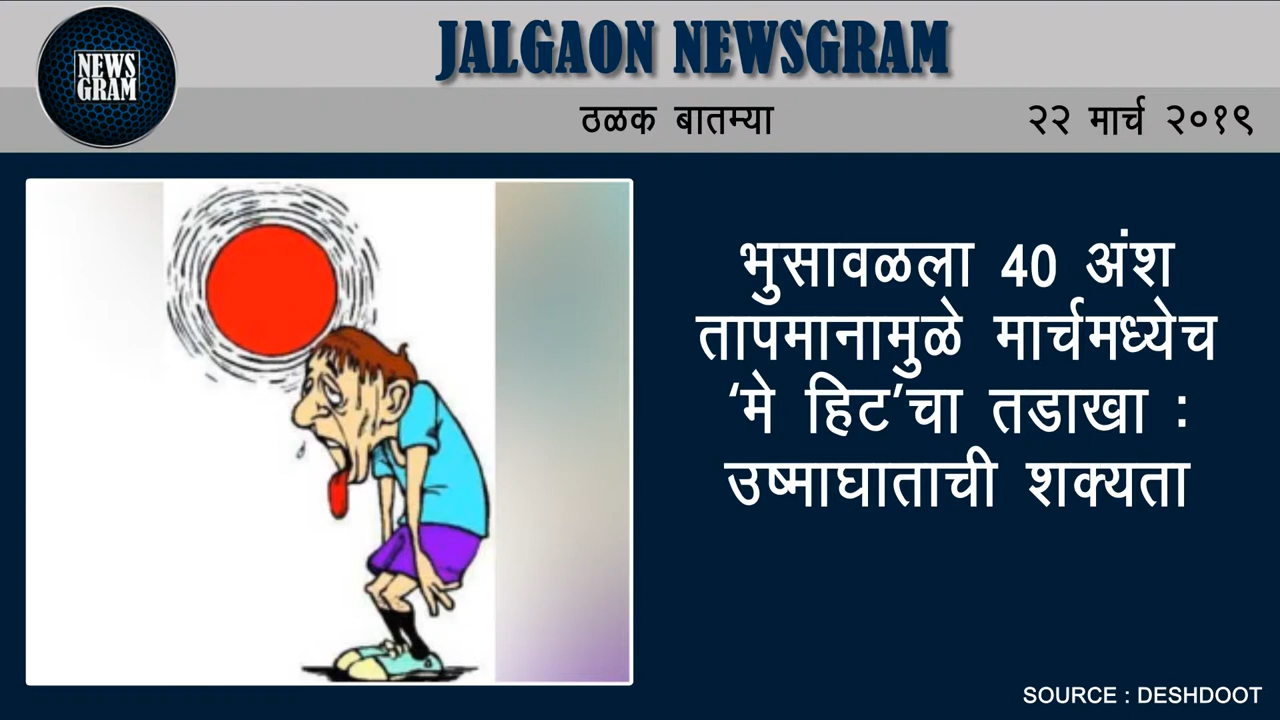 NEWS
GRAM
JALGAON NEWSGRAM
ठळक बातम्या
२२ मार्च २०१९
भुसावळला 40 अंश
तापमानामुळे मार्चमध्येच
‘मे हिट’चा तडाखा :
उष्माघाताची शक्यता
SOURCE : DESHDOOT